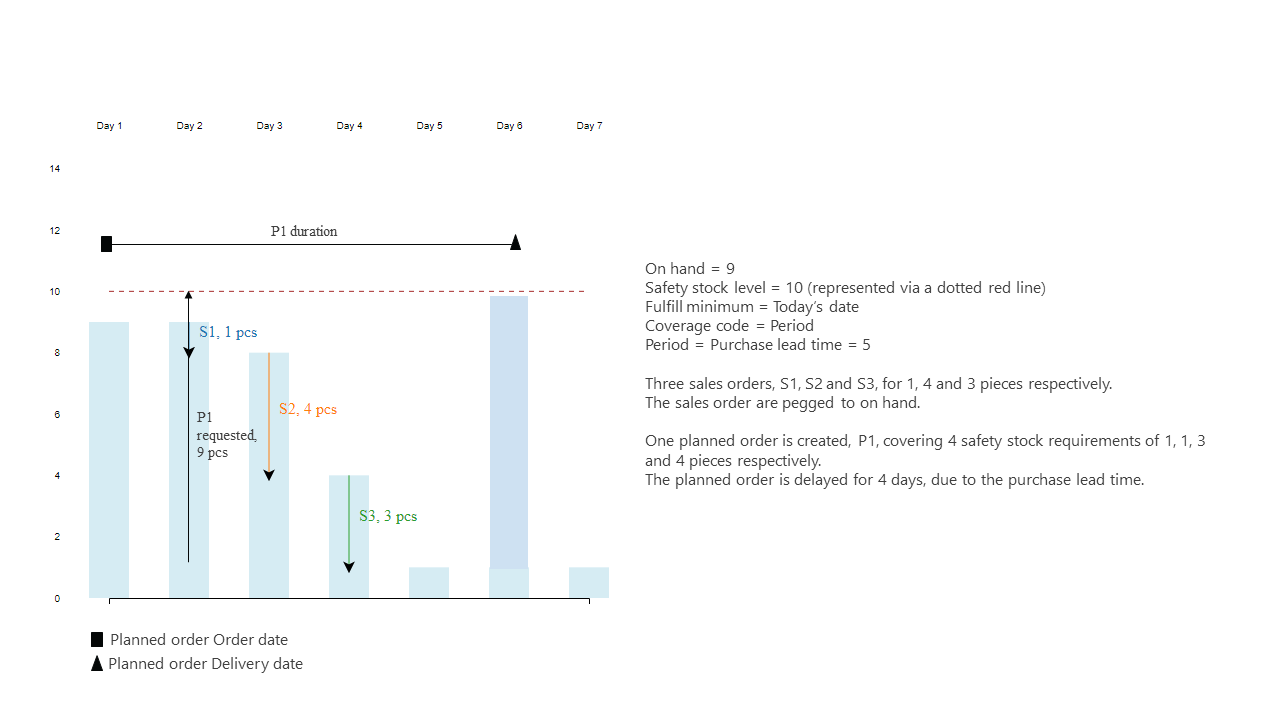 Day 1 Day 2 Day 3 Day 4 Day 5 Day 6 Day 7
14
12
P1 duration
10
S1, 1 pcs
8
S2, 4 pcs
6
P1
requested,
9 pcs
4
S3, 3 pcs
2
0
Planned order Order date
Planned order Delivery date
On hand = 9
Safety stock level = 10 (represented via a dotted red line)
Fulfill minimum = Today's date
Coverage code = Period
Period = Purchase lead time = 5
Three sales orders, S1, S2 and S3, for 1, 4 and 3 pieces respectively.
The sales order are pegged to on hand.
One planned order is created, P1, covering 4 safety stock requirements of 1, 1, 3
and 4 pieces respectively.
The planned order is delayed for 4 days, due to the purchase lead time.